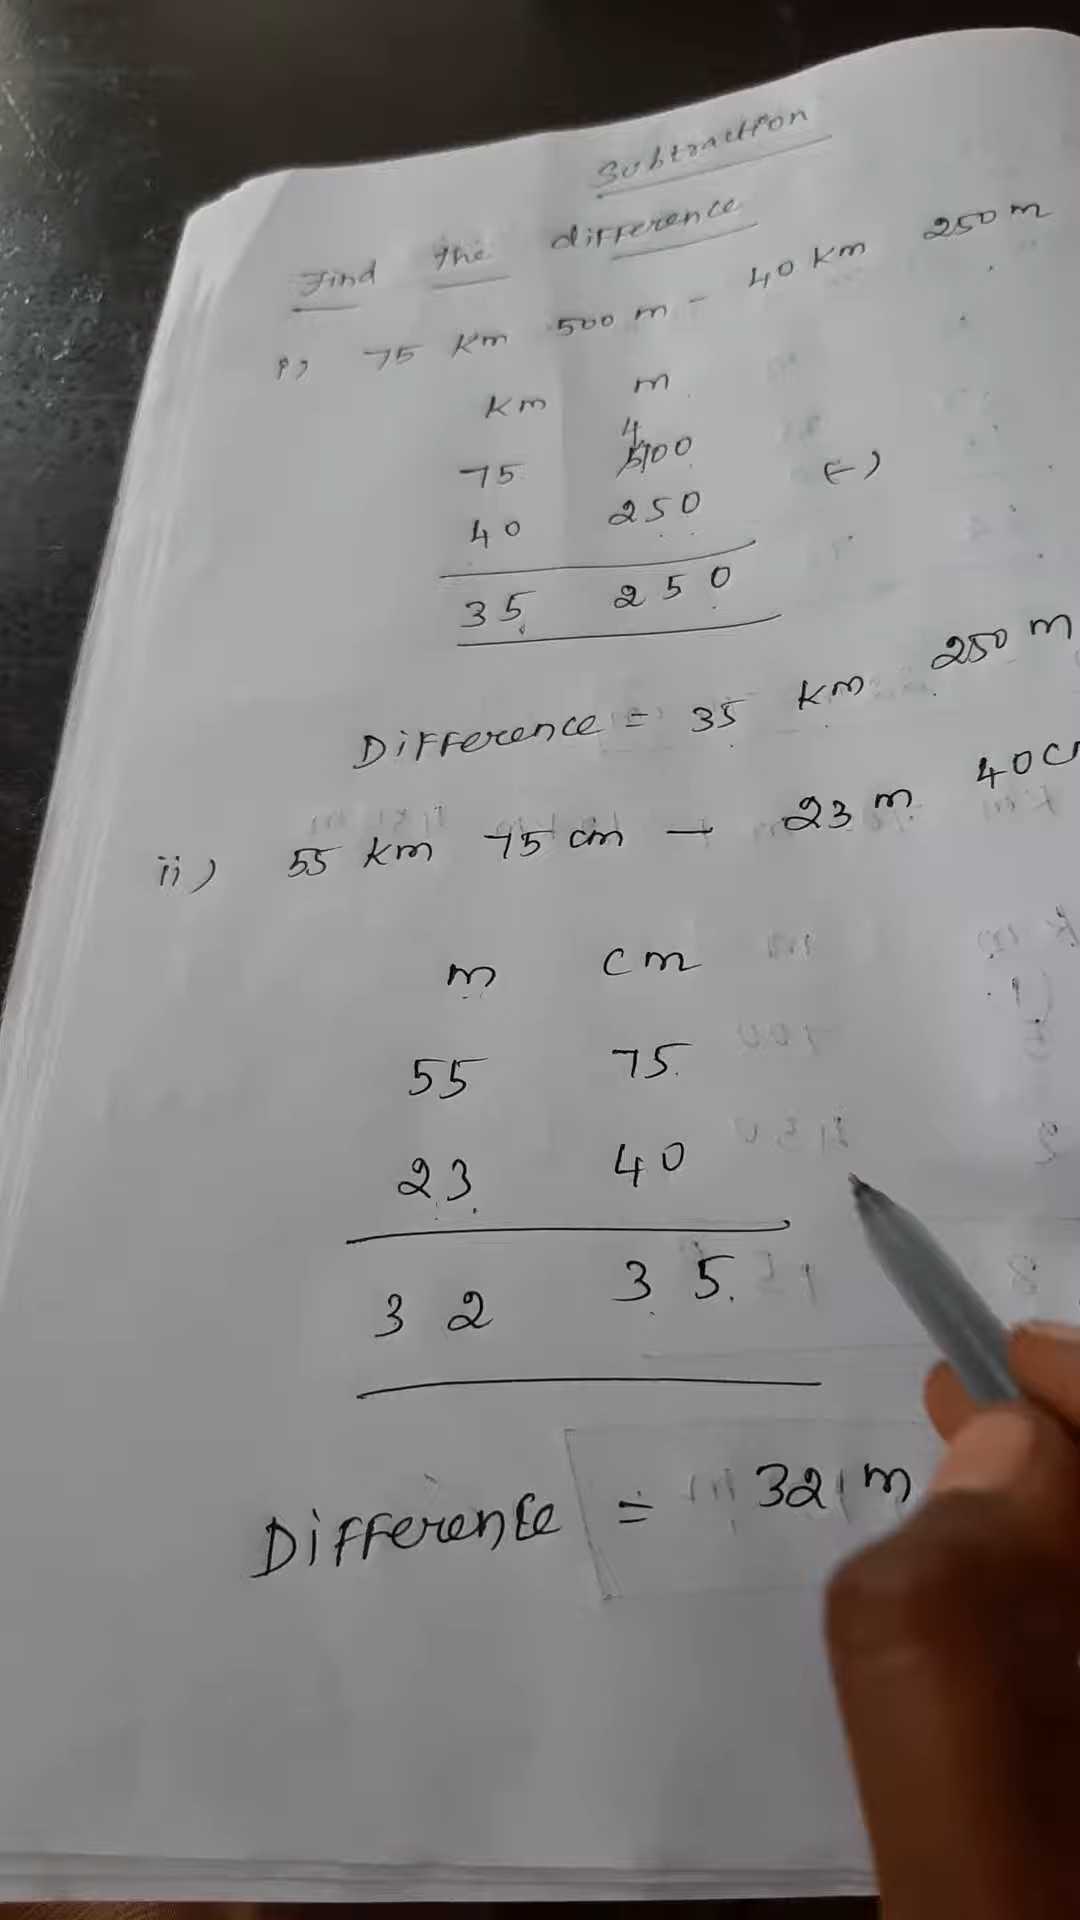 Subtraction
Find the difference
i) 75 Km 500 m - 40 Km 250 m
Km m
4
75 500
40 250 (-)
35 250
Difference = 35 Km 250 m
ii) 55 Km 75 cm - 23 m 40
m cm
55 75
23 40
32 35
Difference = 32 m